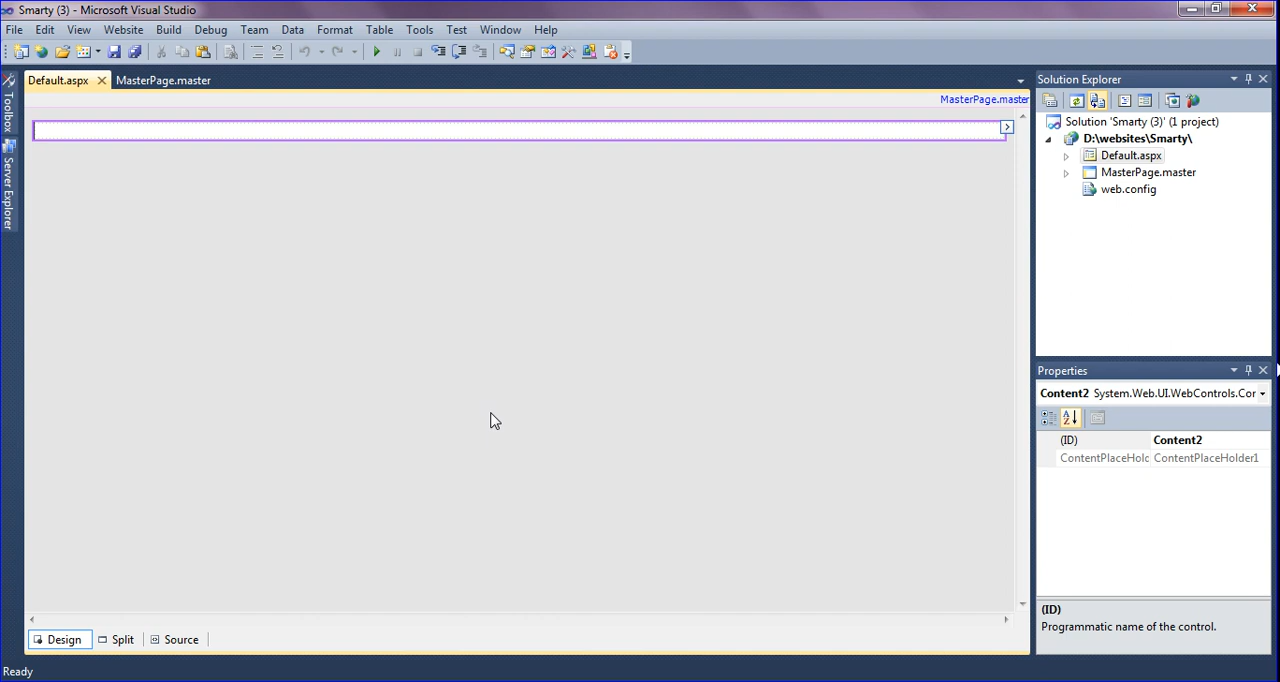 Smarty (3) - Microsoft Visual Studio
File Edit View Website Build Debug Team Data Format Table Tools Test Window Help
Toolbox
Server Explorer
Default.aspx MasterPage.master
MasterPage.master
Design Split Source
Solution Explorer
Solution 'Smarty (3)' (1 project)
D:\websites\Smarty\
Default.aspx
MasterPage.master
web.config
Properties
Content2 System.Web.UI.WebControls.Cor
(ID) Content2
ContentPlaceHolc ContentPlaceHolder1
(ID)
Programmatic name of the control.
Ready